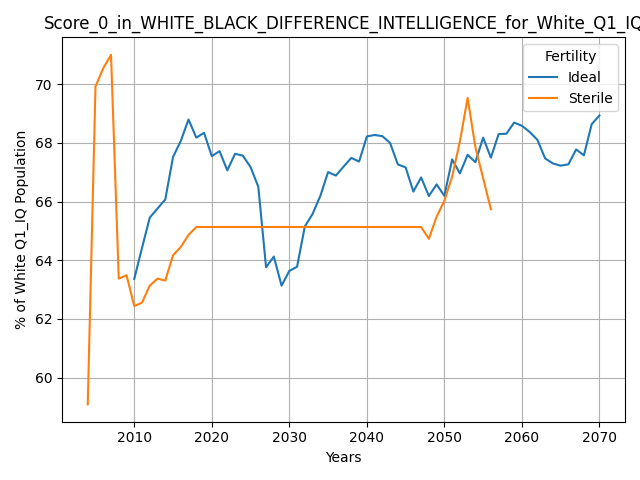 Score_0_in_WHITE_BLACK_DIFFERENCE_INTELLIGENCE_for_White_Q1_IQ
Fertility
Ideal
Sterile
% of White Q1_IQ Population
70
68
66
64
62
60
2010 2020 2030 2040 2050 2060 2070
Years